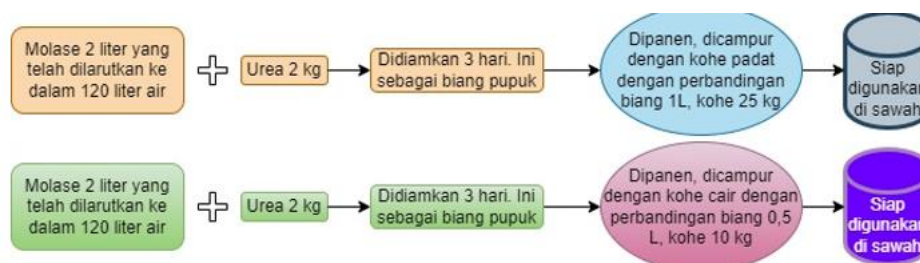 Molase 2 liter yang
telah dilarutkan ke
dalam 120 liter air
Urea 2 kg
Didiamkan 3 hari. Ini
sebagai biang pupuk
Dipanen, dicampur
dengan kohe padat
dengan perbandingan
biang 1L, kohe 25 kg
Siap
digunakan
di sawah
Molase 2 liter yang
telah dilarutkan ke
dalam 120 liter air
Urea 2 kg
Didiamkan 3 hari. Ini
sebagai biang pupuk
Dipanen, dicampur
dengan kohe cair dengan
perbandingan biang 0,5
L, kohe 10 kg
Siap
digunakan
di sawah